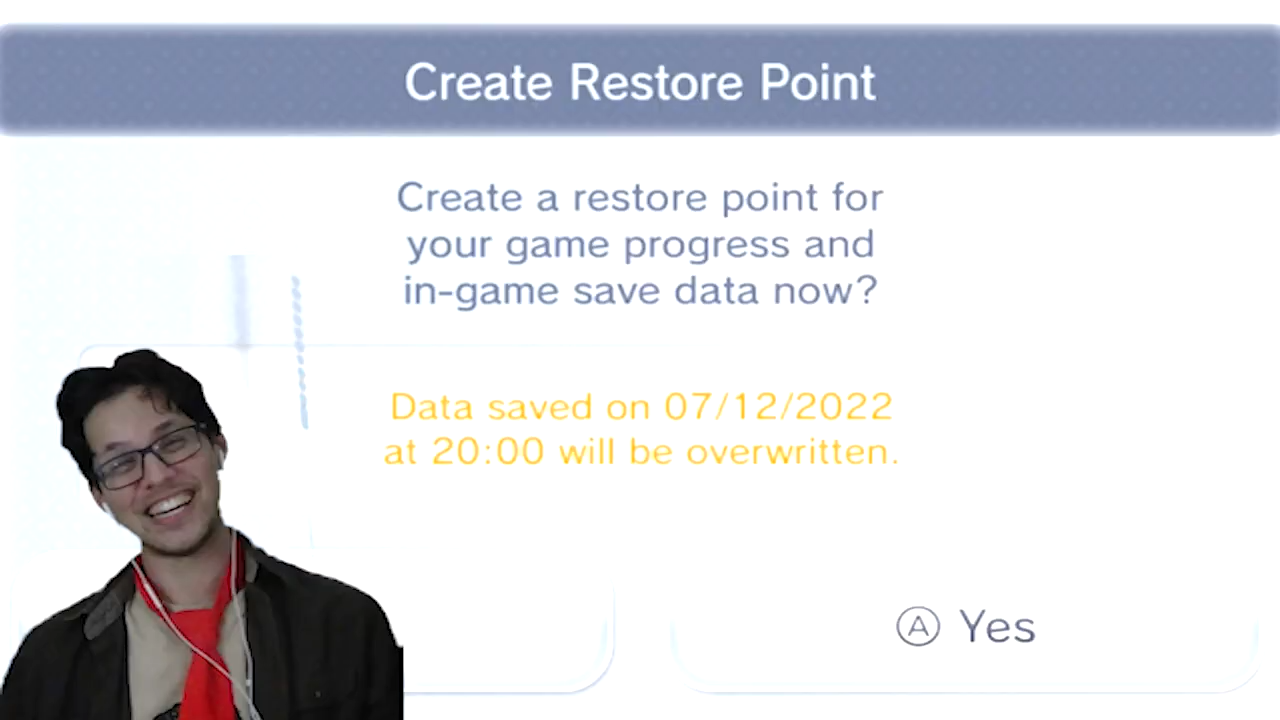 Create Restore Point
Create a restore point for
your game progress and
in-game save data now?
Data saved on 07/12/2022
at 20:00 will be overwritten.
Ⓐ Yes